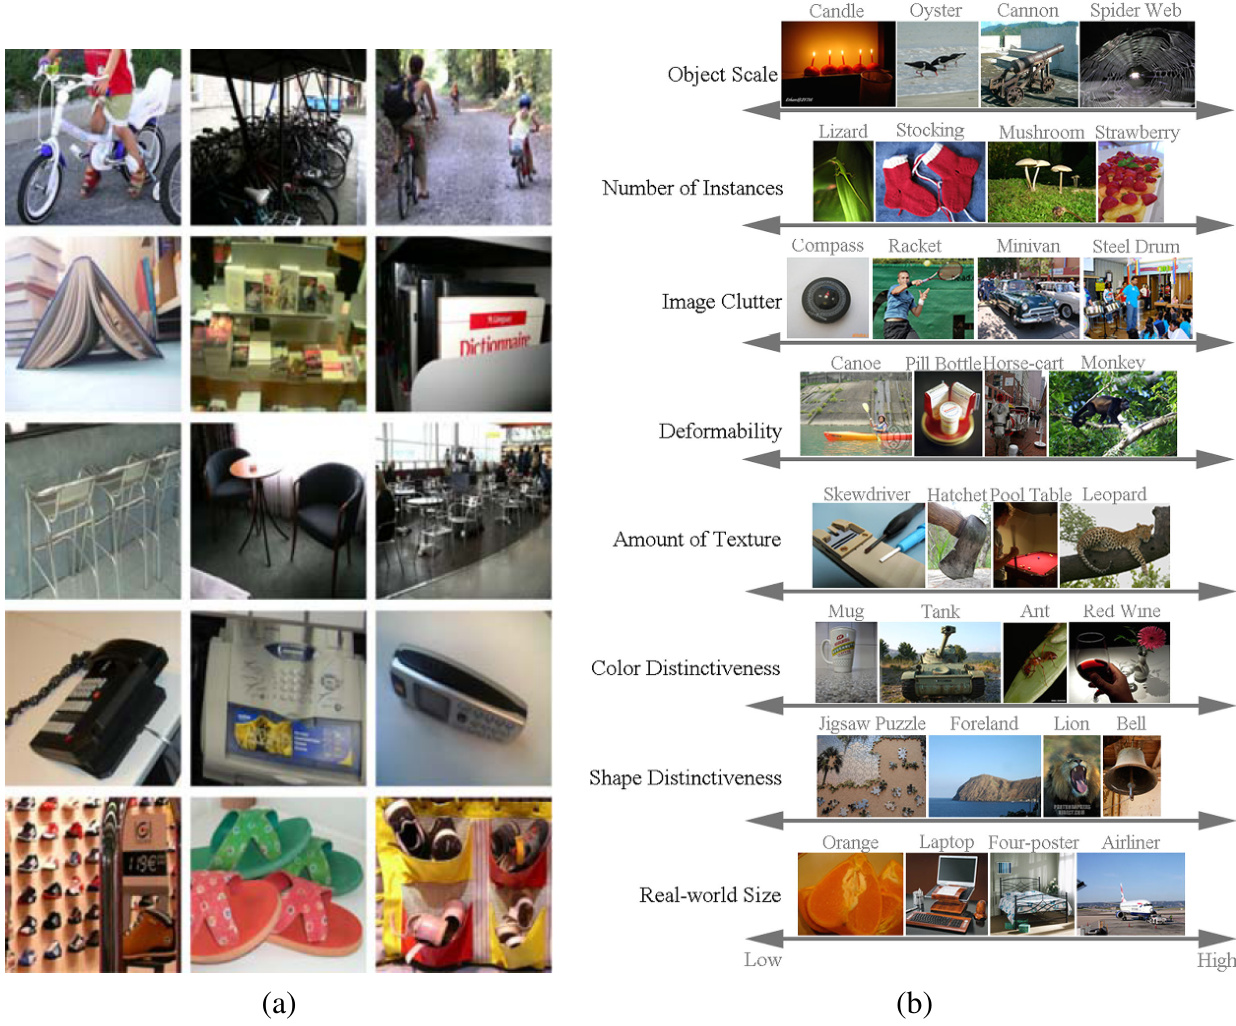 Candle Oyster Cannon Spider Web
Object Scale
Lizard Stocking Mushroom Strawberry
Number of Instances
Compass Racket Minivan Steel Drum
Image Clutter
Canoe Pill Bottle Horse-cart Monkey
Deformability
Skewdriver Hatchet Pool Table Leopard
Amount of Texture
Mug Tank Ant Red Wine
Color Distinctiveness
Jigsaw Puzzle Foreland Lion Bell
Shape Distinctiveness
Orange Laptop Four-poster Airliner
Real-world Size
Low High
Dictionnaire
119€
(a) (b)